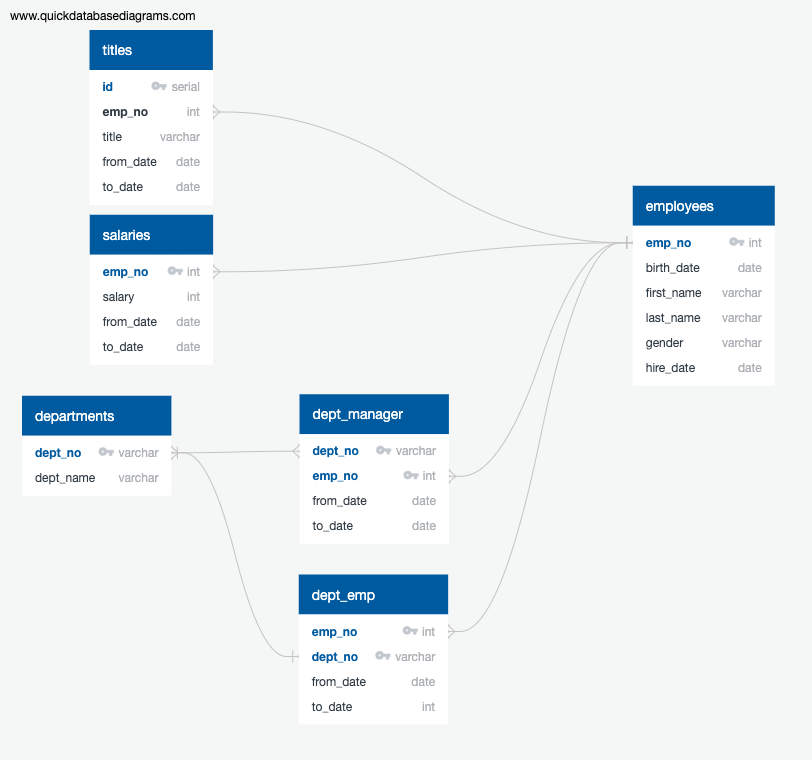 www.quickdatabasediagrams.com
titles
id serial
emp_no int
title varchar
from_date date
to_date date
salaries
emp_no int
salary int
from_date date
to_date date
employees
emp_no int
birth_date date
first_name varchar
last_name varchar
gender varchar
hire_date date
departments
dept_no varchar
dept_name varchar
dept_manager
dept_no varchar
emp_no int
from_date date
to_date date
dept_emp
emp_no int
dept_no varchar
from_date date
to_date int